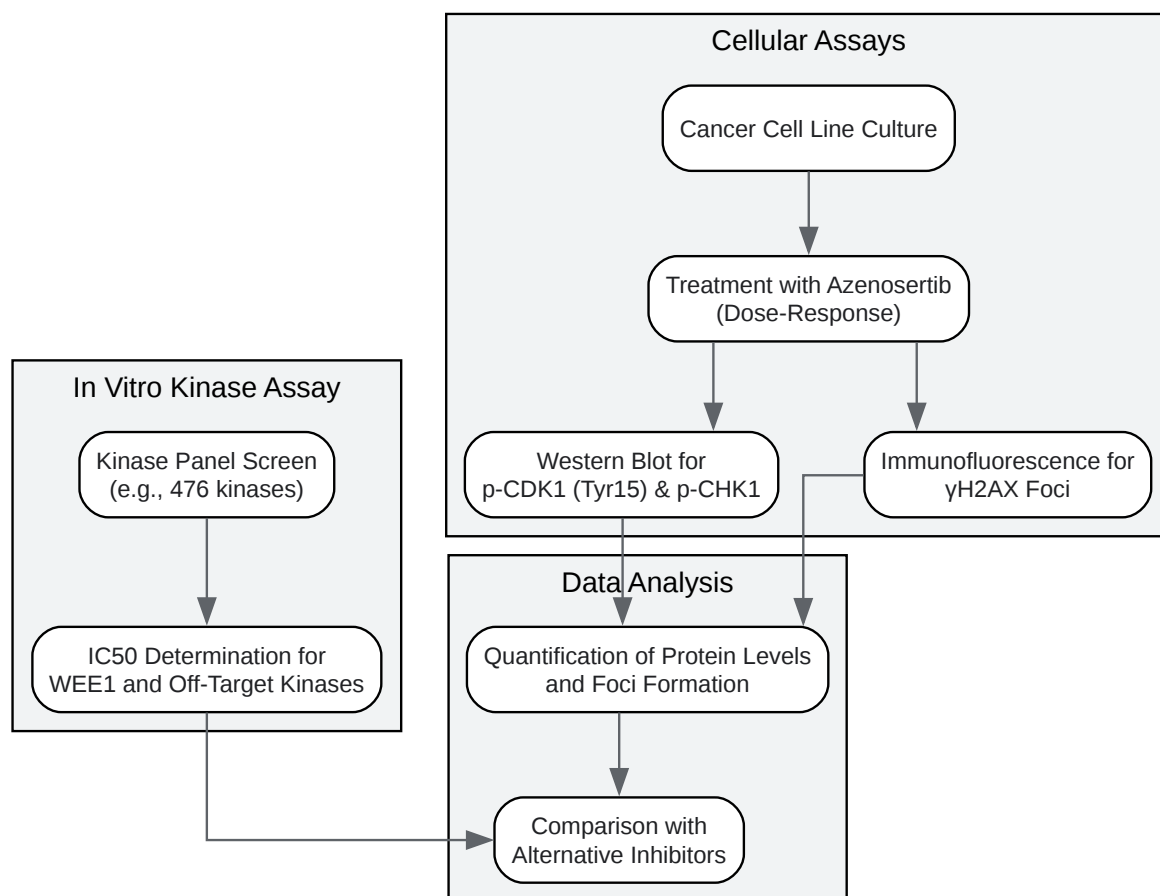 Cellular Assays
Cancer Cell Line Culture
Treatment with Azenosertib
(Dose-Response)
In Vitro Kinase Assay
Kinase Panel Screen
(e.g., 476 kinases)
Western Blot for
p-CDK1 (Tyr15) & p-CHK1
Immunofluorescence for
γH2AX Foci
Data Analysis
IC50 Determination for
WEE1 and Off-Target Kinases
Quantification of Protein Levels
and Foci Formation
Comparison with
Alternative Inhibitors